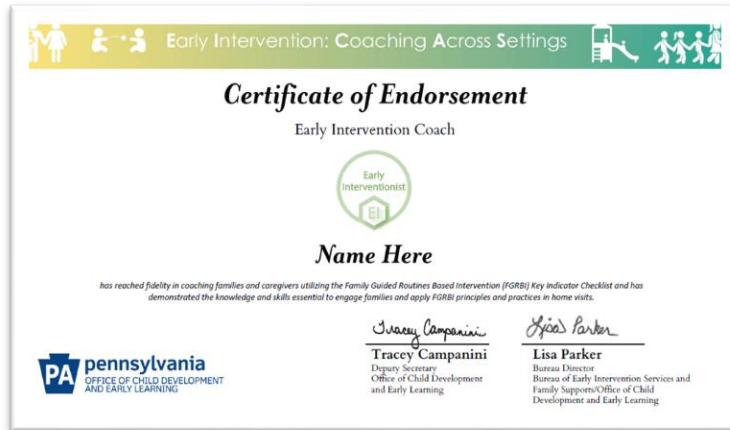 Early Intervention: Coaching Across Settings
Certificate of Endorsement
Early Intervention Coach
Early
Interventionist
EI
Name Here
has reached fidelity in coaching families and caregivers utilizing the Family Guided Routines Based Intervention (FGRBI) Key Indicator Checklist and has
demonstrated the knowledge and skills essential to engage families and apply FGRBI principles and practices in home visits.
Tracey Campanini
Tracey Campanini
Deputy Secretary
Office of Child Development
and Early Learning
Lisa Parker
Lisa Parker
Bureau Director
Bureau of Early Intervention Services and
Family Supports/Office of Child
Development and Early Learning
PA
pennsylvania
OFFICE OF CHILD DEVELOPMENT
AND EARLY LEARNING